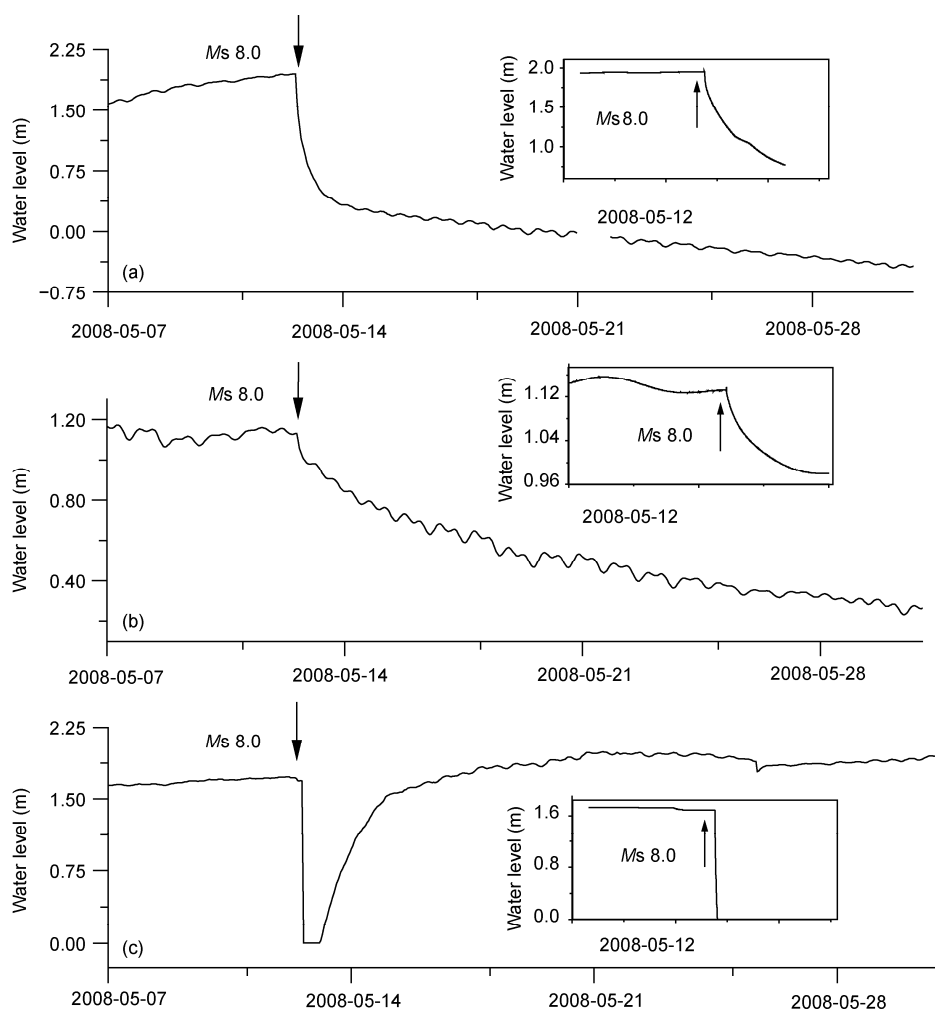 Ms 8.0
2.25
1.50
0.75
0.00
−0.75
Water level (m)
(a)
2008-05-07
2008-05-14
2008-05-21
2008-05-28
2.0
1.5
1.0
Water level (m)
Ms 8.0
2008-05-12
Ms 8.0
1.20
0.80
0.40
Water level (m)
(b)
2008-05-07
2008-05-14
2008-05-21
2008-05-28
1.12
1.04
0.96
Water level (m)
Ms 8.0
2008-05-12
Ms 8.0
2.25
1.50
0.75
0.00
Water level (m)
(c)
2008-05-07
2008-05-14
2008-05-21
2008-05-28
1.6
0.8
0.0
Water level (m)
Ms 8.0
2008-05-12